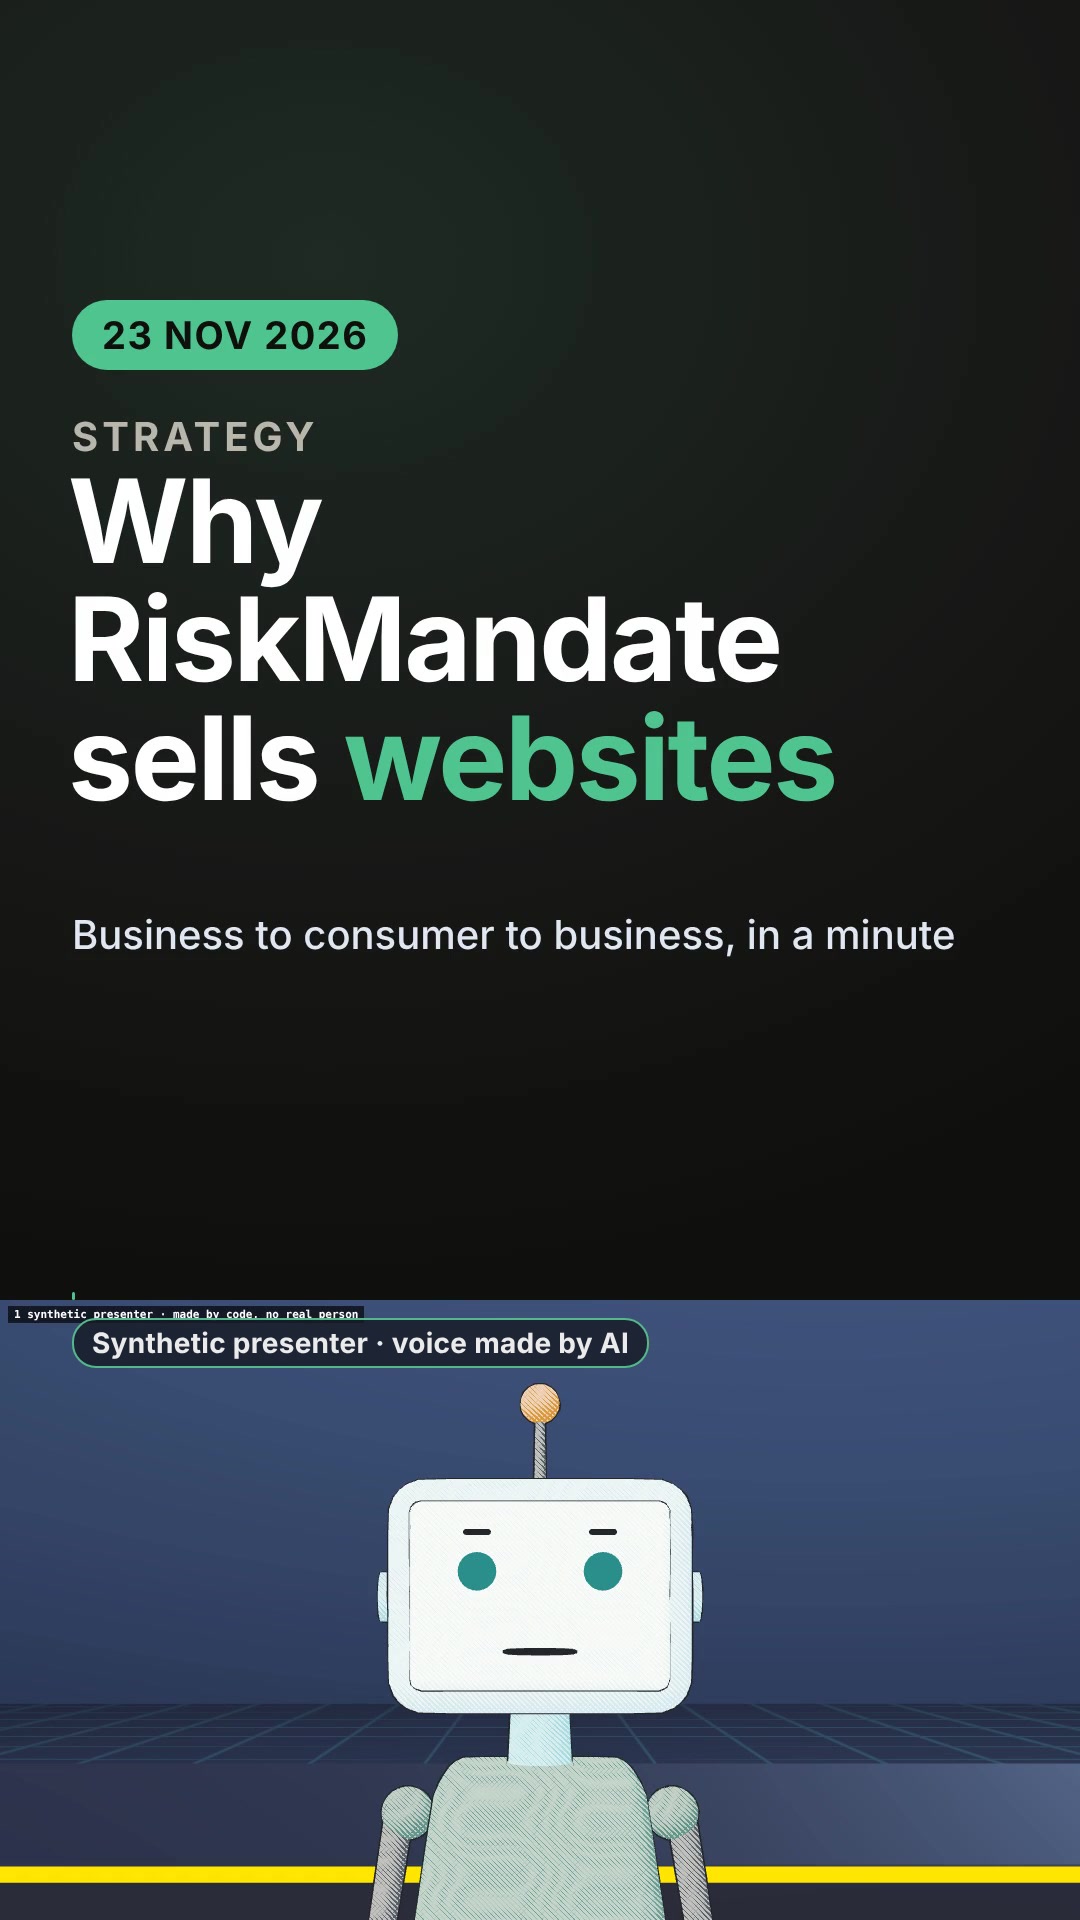 23 NOV 2026
STRATEGY
Why
RiskMandate
sells websites
Business to consumer to business, in a minute
1 synthetic presenter · made by code, no real person
Synthetic presenter · voice made by AI